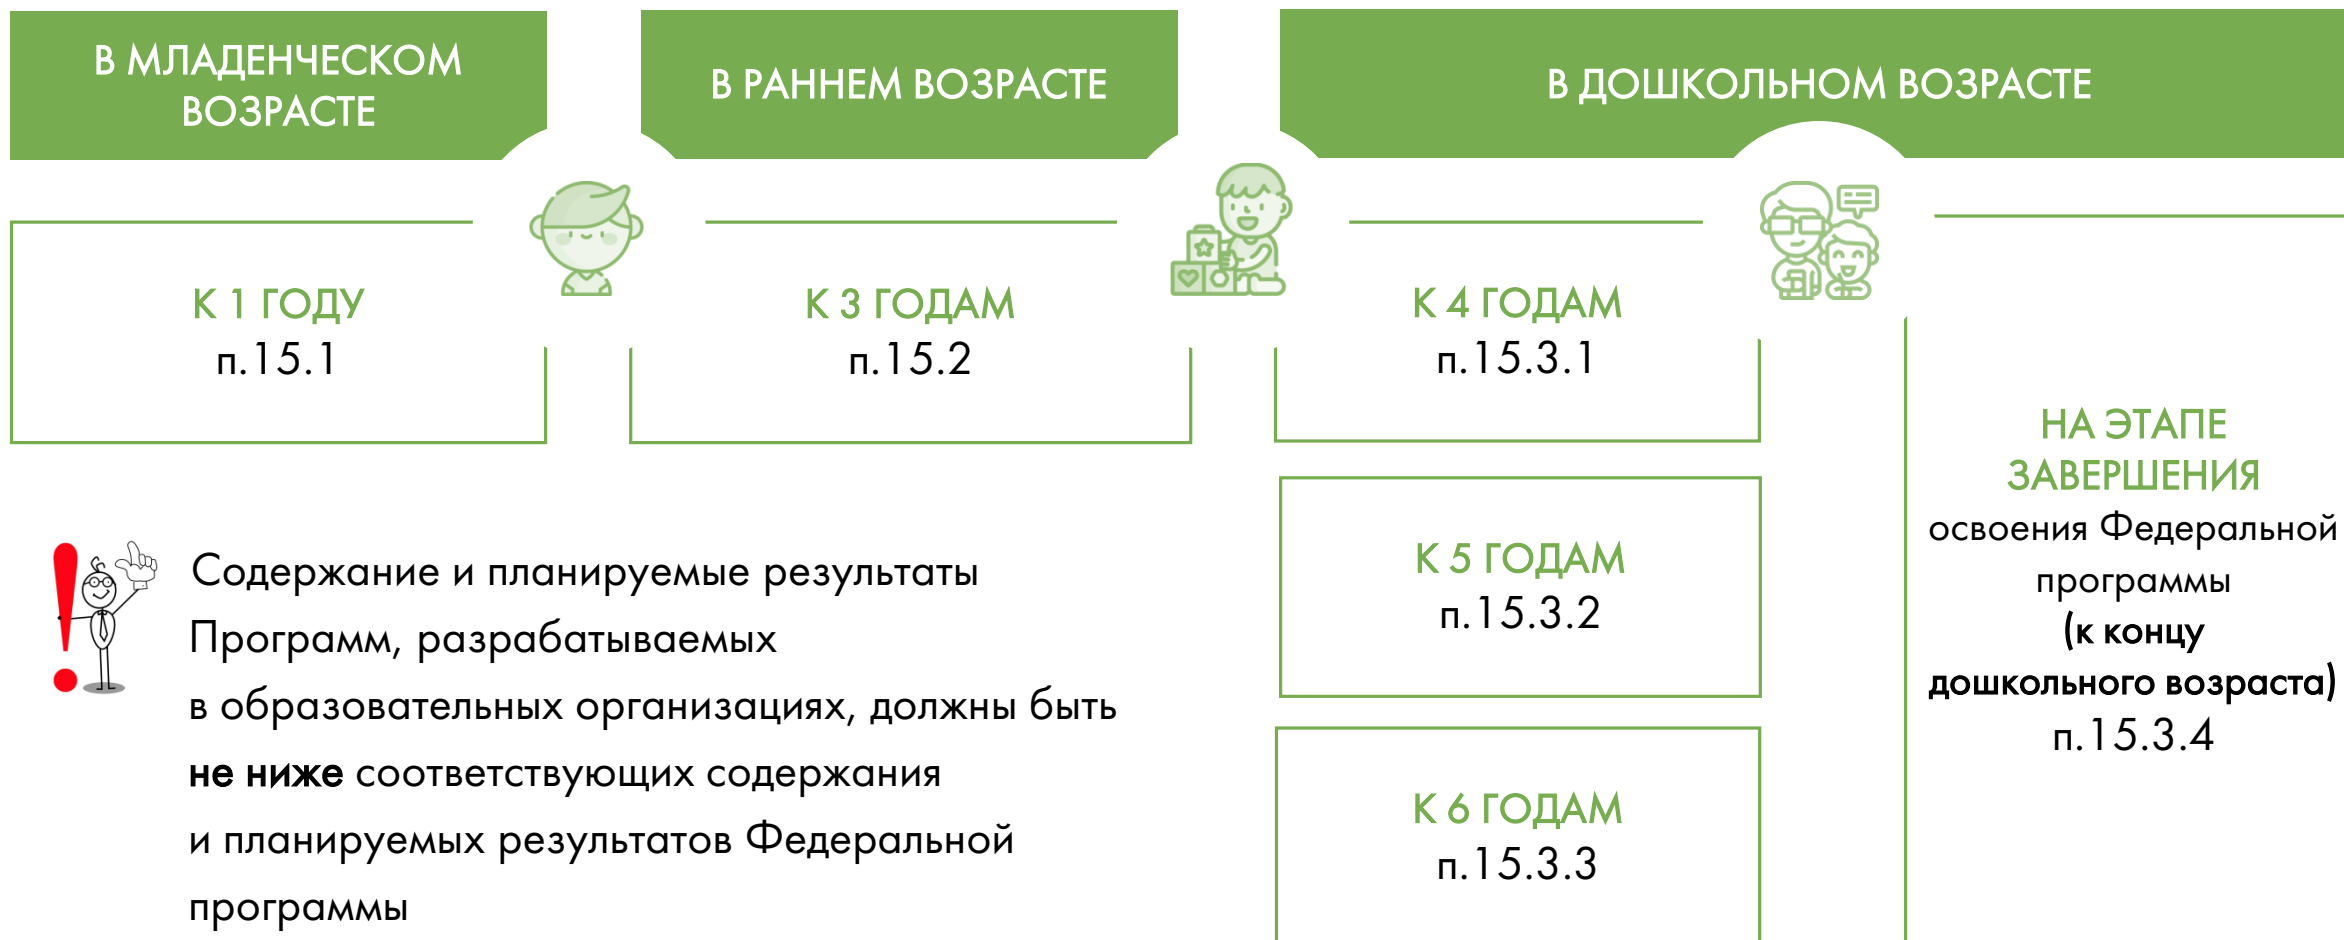 В МЛАДЕНЧЕСКОМ
ВОЗРАСТЕ
В РАННЕМ ВОЗРАСТЕ
В ДОШКОЛЬНОМ ВОЗРАСТЕ
К 1 ГОДУ
п.15.1
К 3 ГОДАМ
п.15.2
К 4 ГОДАМ
п.15.3.1
К 5 ГОДАМ
п.15.3.2
К 6 ГОДАМ
п.15.3.3
НА ЭТАПЕ
ЗАВЕРШЕНИЯ
освоения Федеральной
программы
(к концу
дошкольного возраста)
п.15.3.4
Содержание и планируемые результаты
Программ, разрабатываемых
в образовательных организациях, должны быть
не ниже соответствующих содержания
и планируемых результатов Федеральной
программы